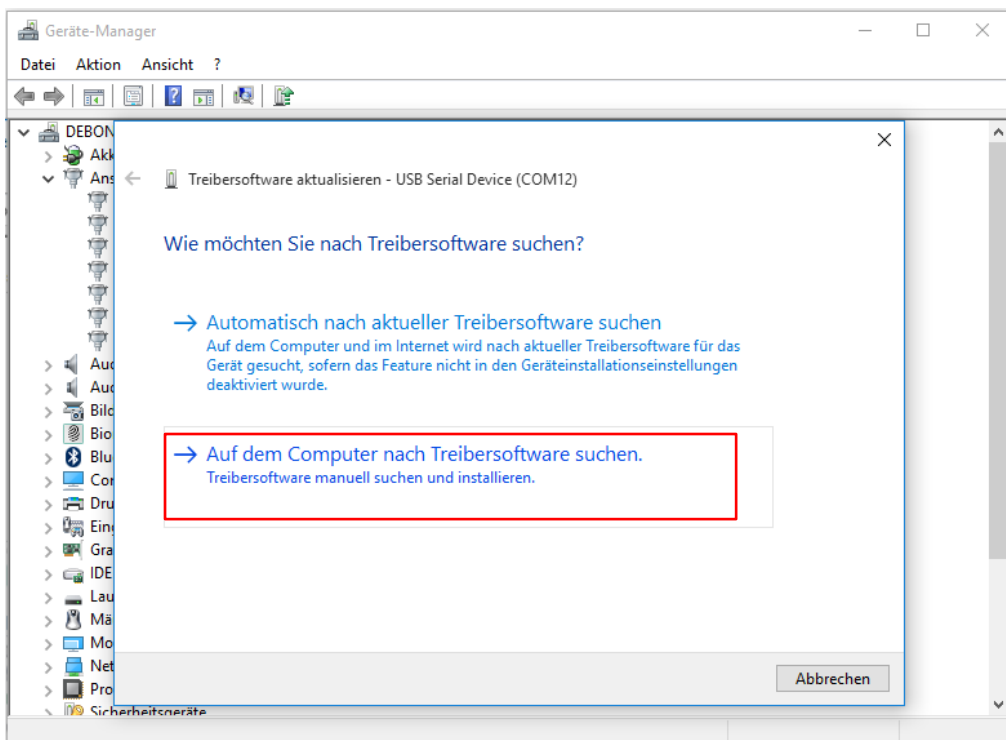 Geräte-Manager
Datei Aktion Ansicht ?
DEBON
Akk
Ans
Treibersoftware aktualisieren - USB Serial Device (COM12)
Wie möchten Sie nach Treibersoftware suchen?
Automatisch nach aktueller Treibersoftware suchen
Auf dem Computer und im Internet wird nach aktueller Treibersoftware für das
Gerät gesucht, sofern das Feature nicht in den Geräteinstallationseinstellungen
deaktiviert wurde.
Auf dem Computer nach Treibersoftware suchen.
Treibersoftware manuell suchen und installieren.
Aud
Aud
Bild
Bio
Blu
Con
Dru
Eing
Gra
IDE
Lau
Mä
Mo
Net
Pro
Sicherheitsgeräte
Abbrechen